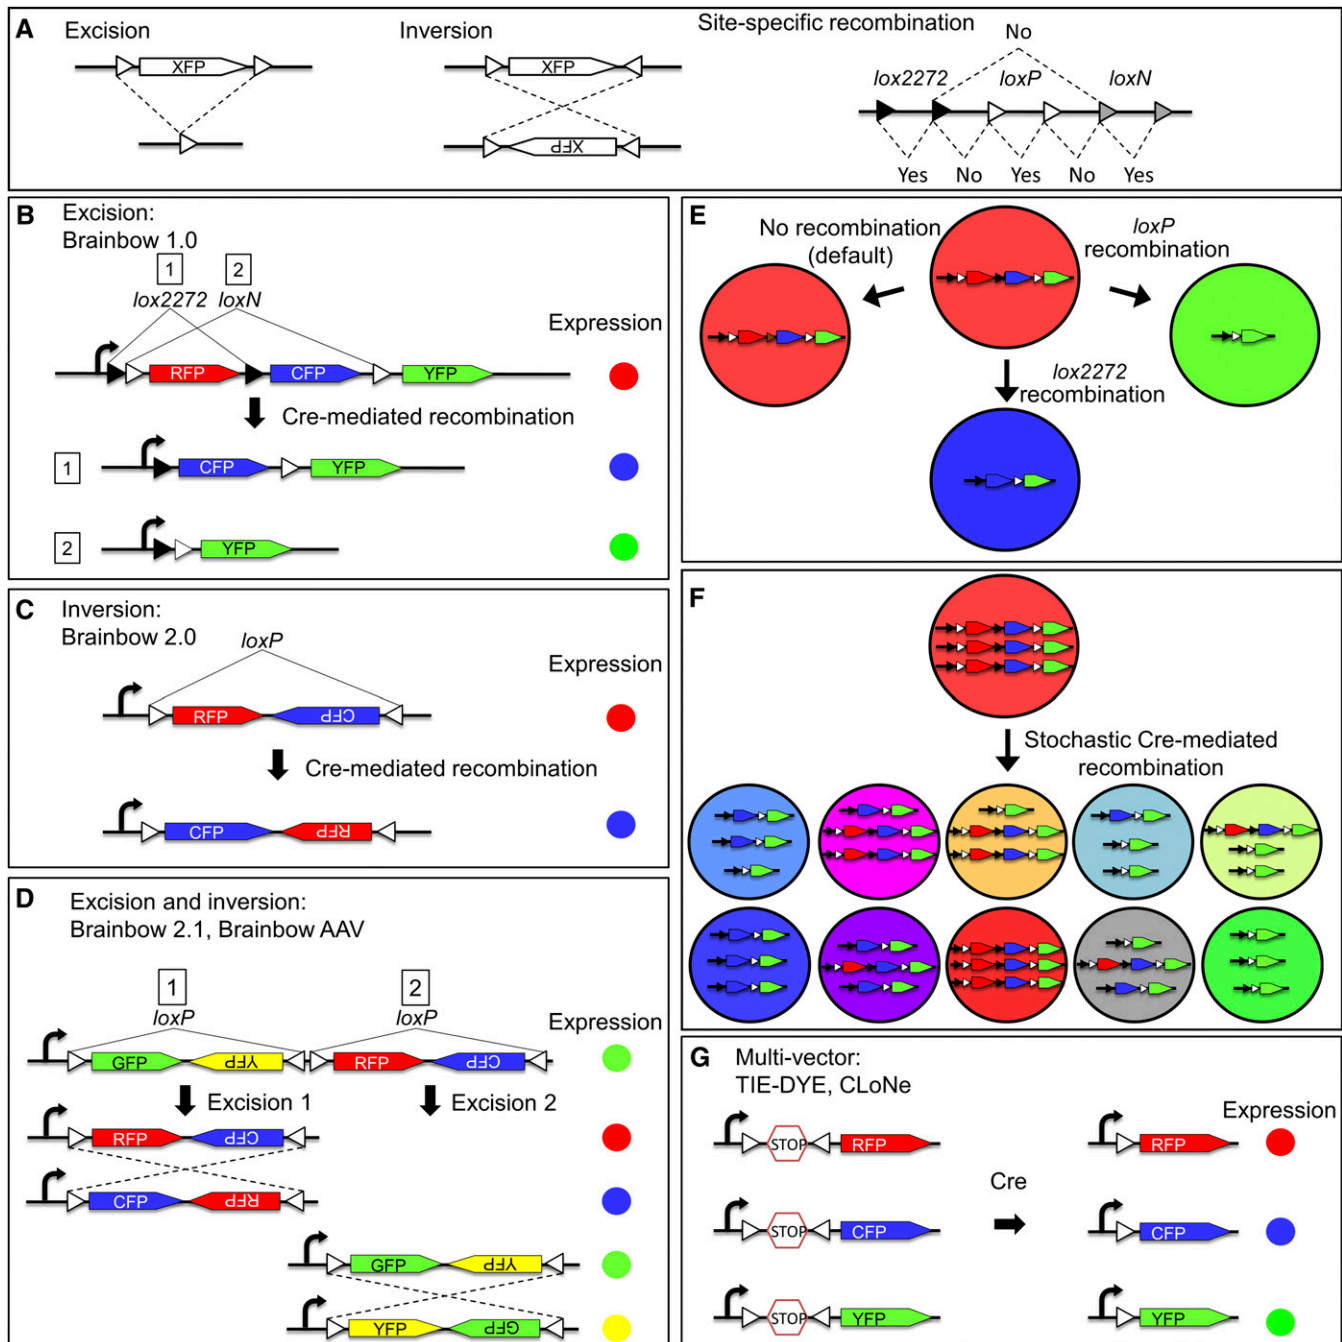 A
Excision
XFP
Inversion
XFP
XFP
Site-specific recombination
No
lox2272
loxP
loxN
Yes
No
Yes
No
Yes
B
Excision:
Brainbow 1.0
1
2
lox2272
loxN
Expression
RFP
CFP
YFP
Cre-mediated recombination
1
CFP
YFP
2
YFP
C
Inversion:
Brainbow 2.0
loxP
Expression
RFP
CFP
Cre-mediated recombination
CFP
RFP
D
Excision and inversion:
Brainbow 2.1, Brainbow AAV
1
2
loxP
loxP
Expression
GFP
YFP
RFP
CFP
Excision 1
Excision 2
RFP
CFP
CFP
RFP
GFP
YFP
YFP
GFP
E
No recombination
(default)
loxP
recombination
lox2272
recombination
F
Stochastic Cre-mediated
recombination
G
Multi-vector:
TIE-DYE, CLoNe
Expression
STOP
RFP
RFP
Cre
STOP
CFP
CFP
STOP
YFP
YFP